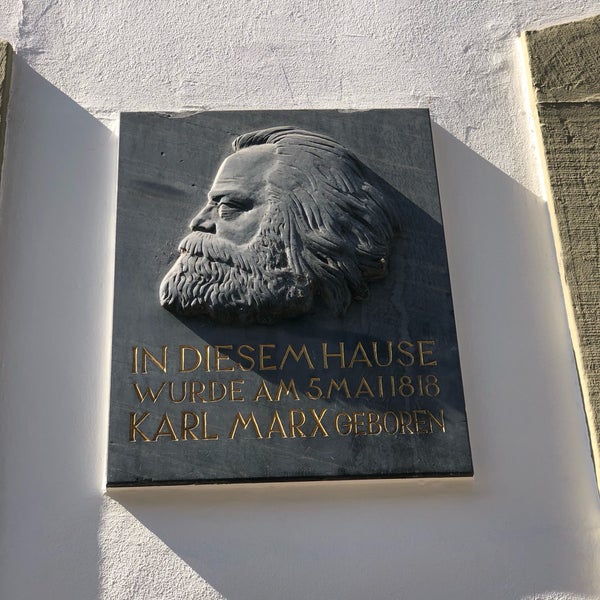 IN DIESEM HAUSE
WURDE AM 5.MAI 1818
KARL MARX GEBOREN